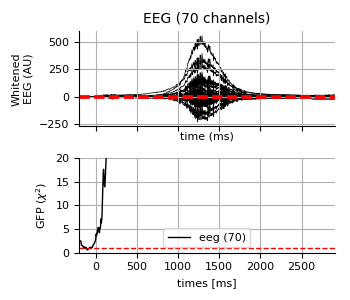 EEG (70 channels)
Whitened
EEG (AU)
500
250
0
−250
time (ms)
GFP (χ²)
20
15
10
5
0
eeg (70)
0 500 1000 1500 2000 2500
times [ms]